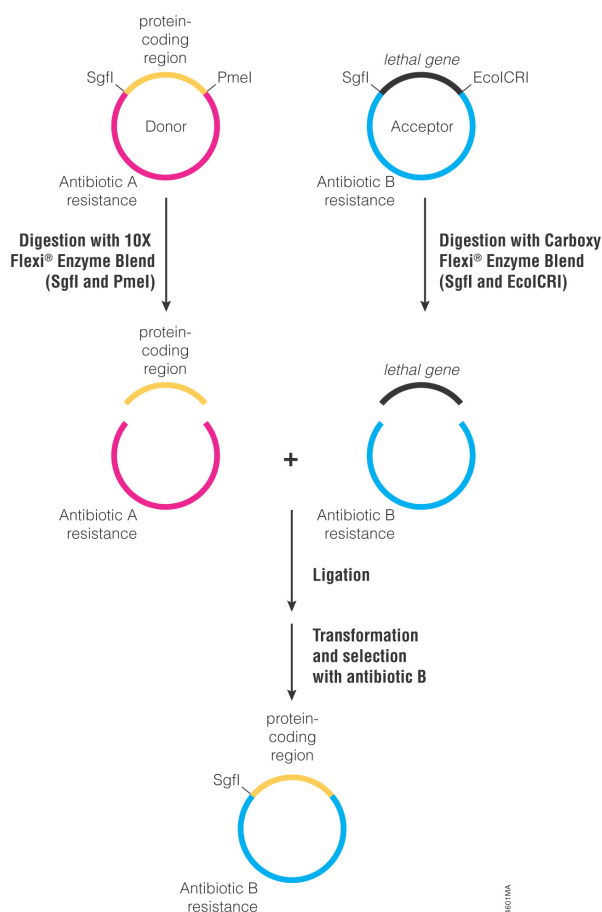 protein-
coding
region
SgfI
PmeI
Donor
Antibiotic A
resistance
lethal gene
SgfI
EcoICRI
Acceptor
Antibiotic B
resistance
Digestion with 10X
Flexi® Enzyme Blend
(SgfI and PmeI)
Digestion with Carboxy
Flexi® Enzyme Blend
(SgfI and EcoICRI)
protein-
coding
region
Antibiotic A
resistance
+
lethal gene
Antibiotic B
resistance
Ligation
Transformation
and selection
with antibiotic B
protein-
coding
region
SgfI
Antibiotic B
resistance